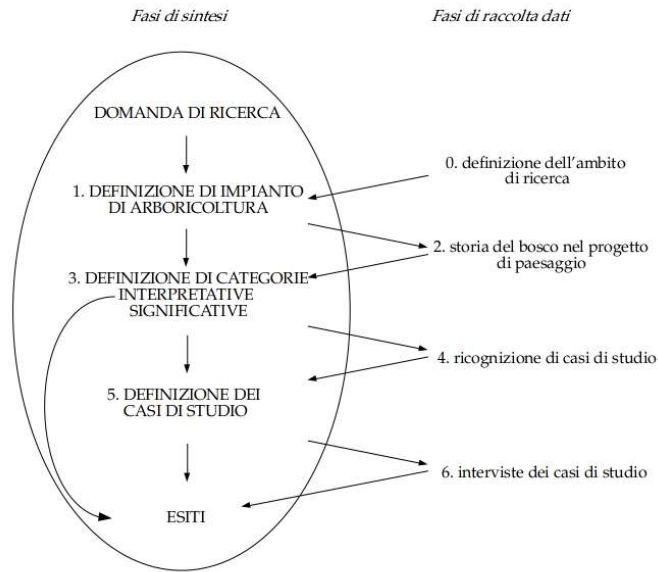 Fasi di sintesi
Fasi di raccolta dati
DOMANDA DI RICERCA
0. definizione dell'ambito
di ricerca
1. DEFINIZIONE DI IMPIANTO
DI ARBORICOLTURA
2. storia del bosco nel progetto
di paesaggio
3. DEFINIZIONE DI CATEGORIE
INTERPRETATIVE
SIGNIFICATIVE
4. ricognizione di casi di studio
5. DEFINIZIONE DEI
CASI DI STUDIO
6. interviste dei casi di studio
ESITI